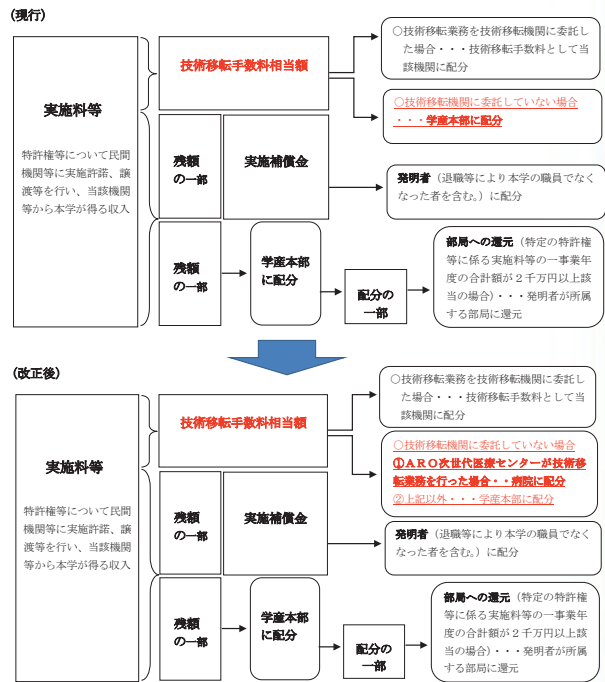 (現行)
実施料等
特許権等について民間
機関等に実施許諾、譲
渡等を行い、当該機関
等から本学が得る収入
技術移転手数料相当額
○技術移転業務を技術移転機関に委託し
た場合・・・技術移転手数料として当
該機関に配分
○技術移転機関に委託していない場合
・・・学産本部に配分
残額
の一部
実施補償金
発明者（退職等により本学の職員でなく
なった者を含む。）に配分
残額
の一部
学産本部
に配分
配分の
一部
部局への還元（特定の特許権
等に係る実施料等の一事業年
度の合計額が２千万円以上該
当の場合）・・・発明者が所属
する部局に還元
(改正後)
実施料等
特許権等について民間
機関等に実施許諾、譲
渡等を行い、当該機関
等から本学が得る収入
技術移転手数料相当額
○技術移転業務を技術移転機関に委託し
た場合・・・技術移転手数料として当
該機関に配分
○技術移転機関に委託していない場合
①ＡＲＯ次世代医療センターが技術移
転業務を行った場合・・病院に配分
②上記以外・・・学産本部に配分
残額
の一部
実施補償金
発明者（退職等により本学の職員でなく
なった者を含む。）に配分
残額
の一部
学産本部
に配分
配分の
一部
部局への還元（特定の特許権
等に係る実施料等の一事業年
度の合計額が２千万円以上該
当の場合）・・・発明者が所属
する部局に還元